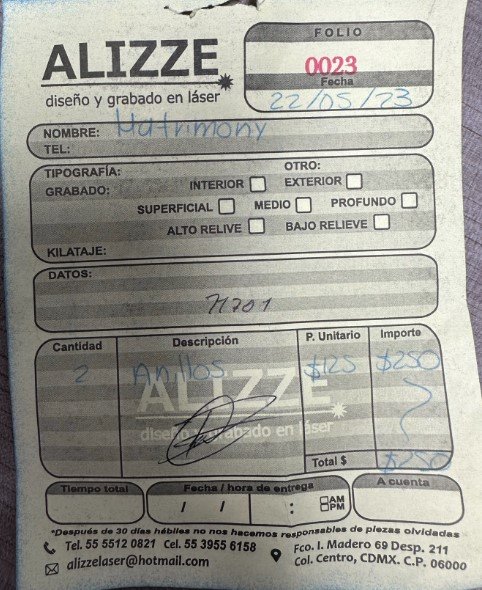 ALIZZE
diseño y grabado en láser
FOLIO
0023
Fecha
22/05/23
NOMBRE: Matrimony
TEL:
TIPOGRAFÍA: OTRO:
GRABADO: INTERIOR EXTERIOR
SUPERFICIAL MEDIO PROFUNDO
ALTO RELIVE BAJO RELIEVE
KILATAJE:
DATOS:
71701
Cantidad Descripción P. Unitario Importe
2 Anillos $125 $250
ALIZZE
diseño y grabado en láser
Total $ $250
Tiempo total Fecha / hora de entrega A cuenta
/ / : AM
PM
*Después de 30 días hábiles no nos hacemos responsables de piezas olvidadas
Tel. 55 5512 0821 Cel. 55 3955 6158
alizzelaser@hotmail.com
Fco. I. Madero 69 Desp. 211
Col. Centro, CDMX. C.P. 06000